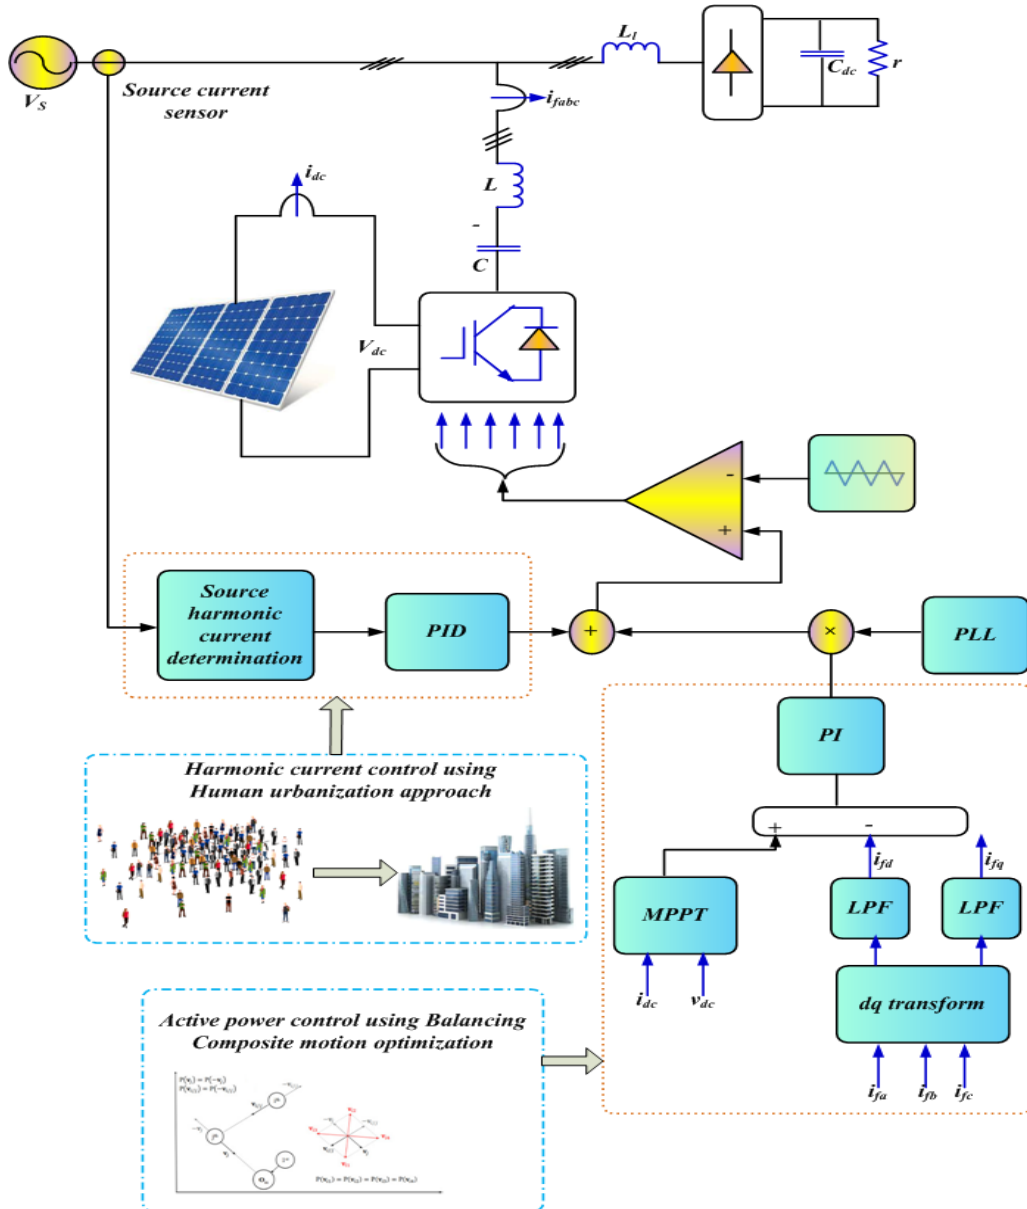 V_S
Source current
sensor
L_l
C_dc
r
i_fabc
i_dc
L
-
C
V_dc
-
+
Source
harmonic
current
determination
PID
+
×
PLL
PI
Harmonic current control using
Human urbanization approach
+
-
i_fd
i_fq
MPPT
LPF
LPF
i_dc
v_dc
dq transform
i_fa
i_fb
i_fc
Active power control using Balancing
Composite motion optimization